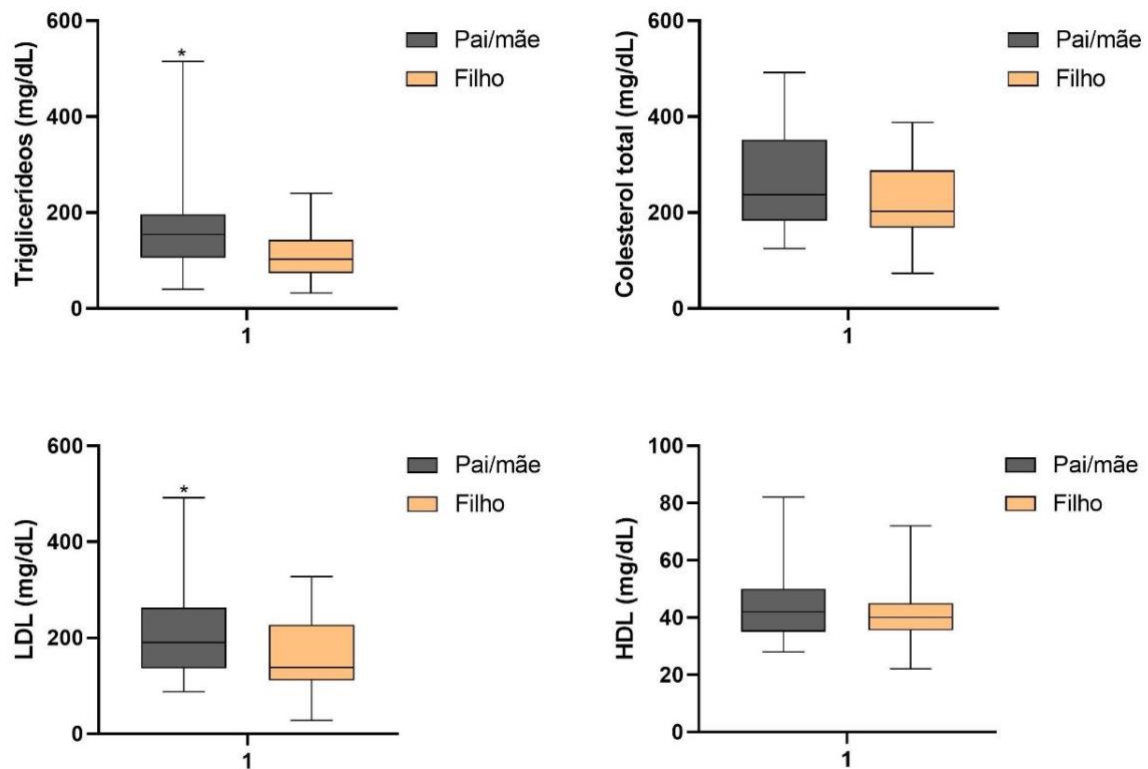 Triglicerídeos (mg/dL)
600
400
200
0
*
1
Pai/mãe
Filho
Colesterol total (mg/dL)
600
400
200
0
1
Pai/mãe
Filho
LDL (mg/dL)
600
400
200
0
*
1
Pai/mãe
Filho
HDL (mg/dL)
100
80
60
40
20
0
1
Pai/mãe
Filho